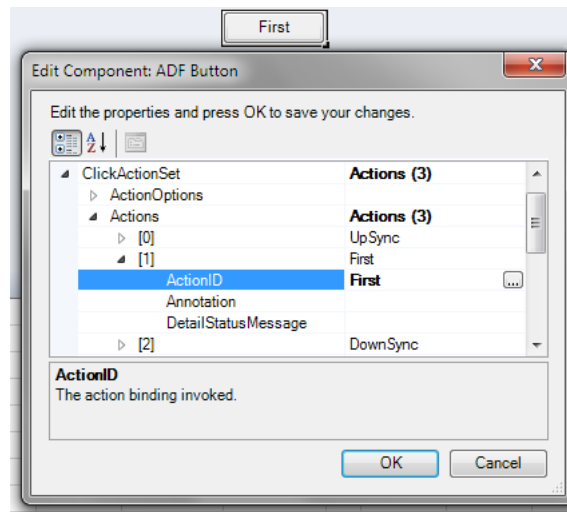 First
Edit Component: ADF Button
Edit the properties and press OK to save your changes.
ClickActionSet Actions (3)
ActionOptions
Actions Actions (3)
[0] UpSync
[1] First
ActionID First ...
Annotation
DetailStatusMessage
[2] DownSync
ActionID
The action binding invoked.
OK Cancel